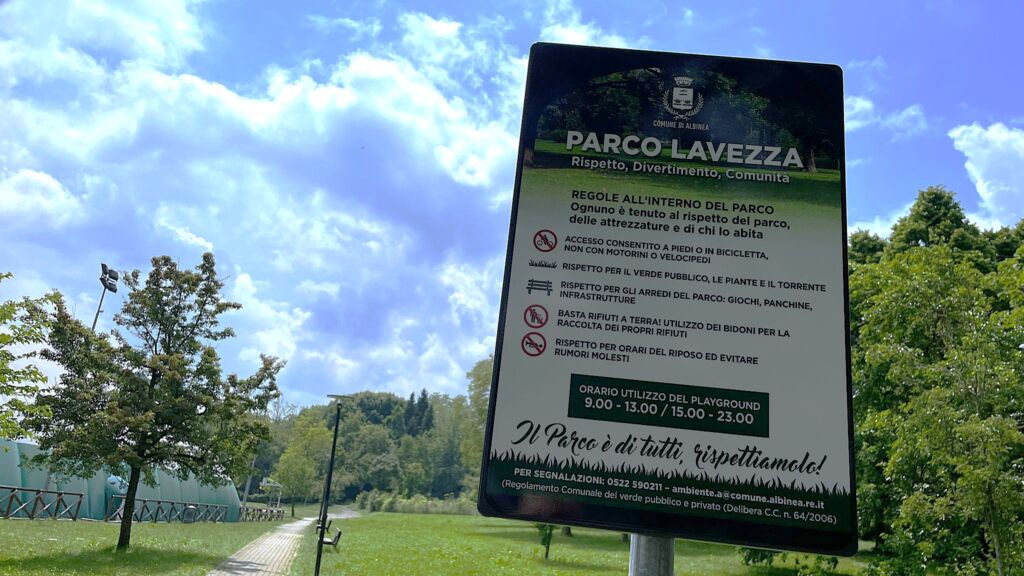 COMUNE DI ALBINEA
PARCO LAVEZZA
Rispetto, Divertimento, Comunità
REGOLE ALL'INTERNO DEL PARCO
Ognuno è tenuto al rispetto del parco,
delle attrezzature e di chi lo abita
ACCESSO CONSENTITO A PIEDI O IN BICICLETTA,
NON CON MOTORINI O VELOCIPEDI
RISPETTO PER IL VERDE PUBBLICO, LE PIANTE E IL TORRENTE
RISPETTO PER GLI ARREDI DEL PARCO: GIOCHI, PANCHINE,
INFRASTRUTTURE
BASTA RIFIUTI A TERRA! UTILIZZO DEI BIDONI PER LA
RACCOLTA DEI PROPRI RIFIUTI
RISPETTO PER ORARI DEL RIPOSO ED EVITARE
RUMORI MOLESTI
ORARIO UTILIZZO DEL PLAYGROUND
9.00 - 13.00 / 15.00 - 23.00
Il Parco è di tutti, rispettiamolo!
PER SEGNALAZIONI: 0522 590211 - ambiente.a@comune.albinea.re.it
(Regolamento Comunale del verde pubblico e privato (Delibera C.C. n. 64/2006)